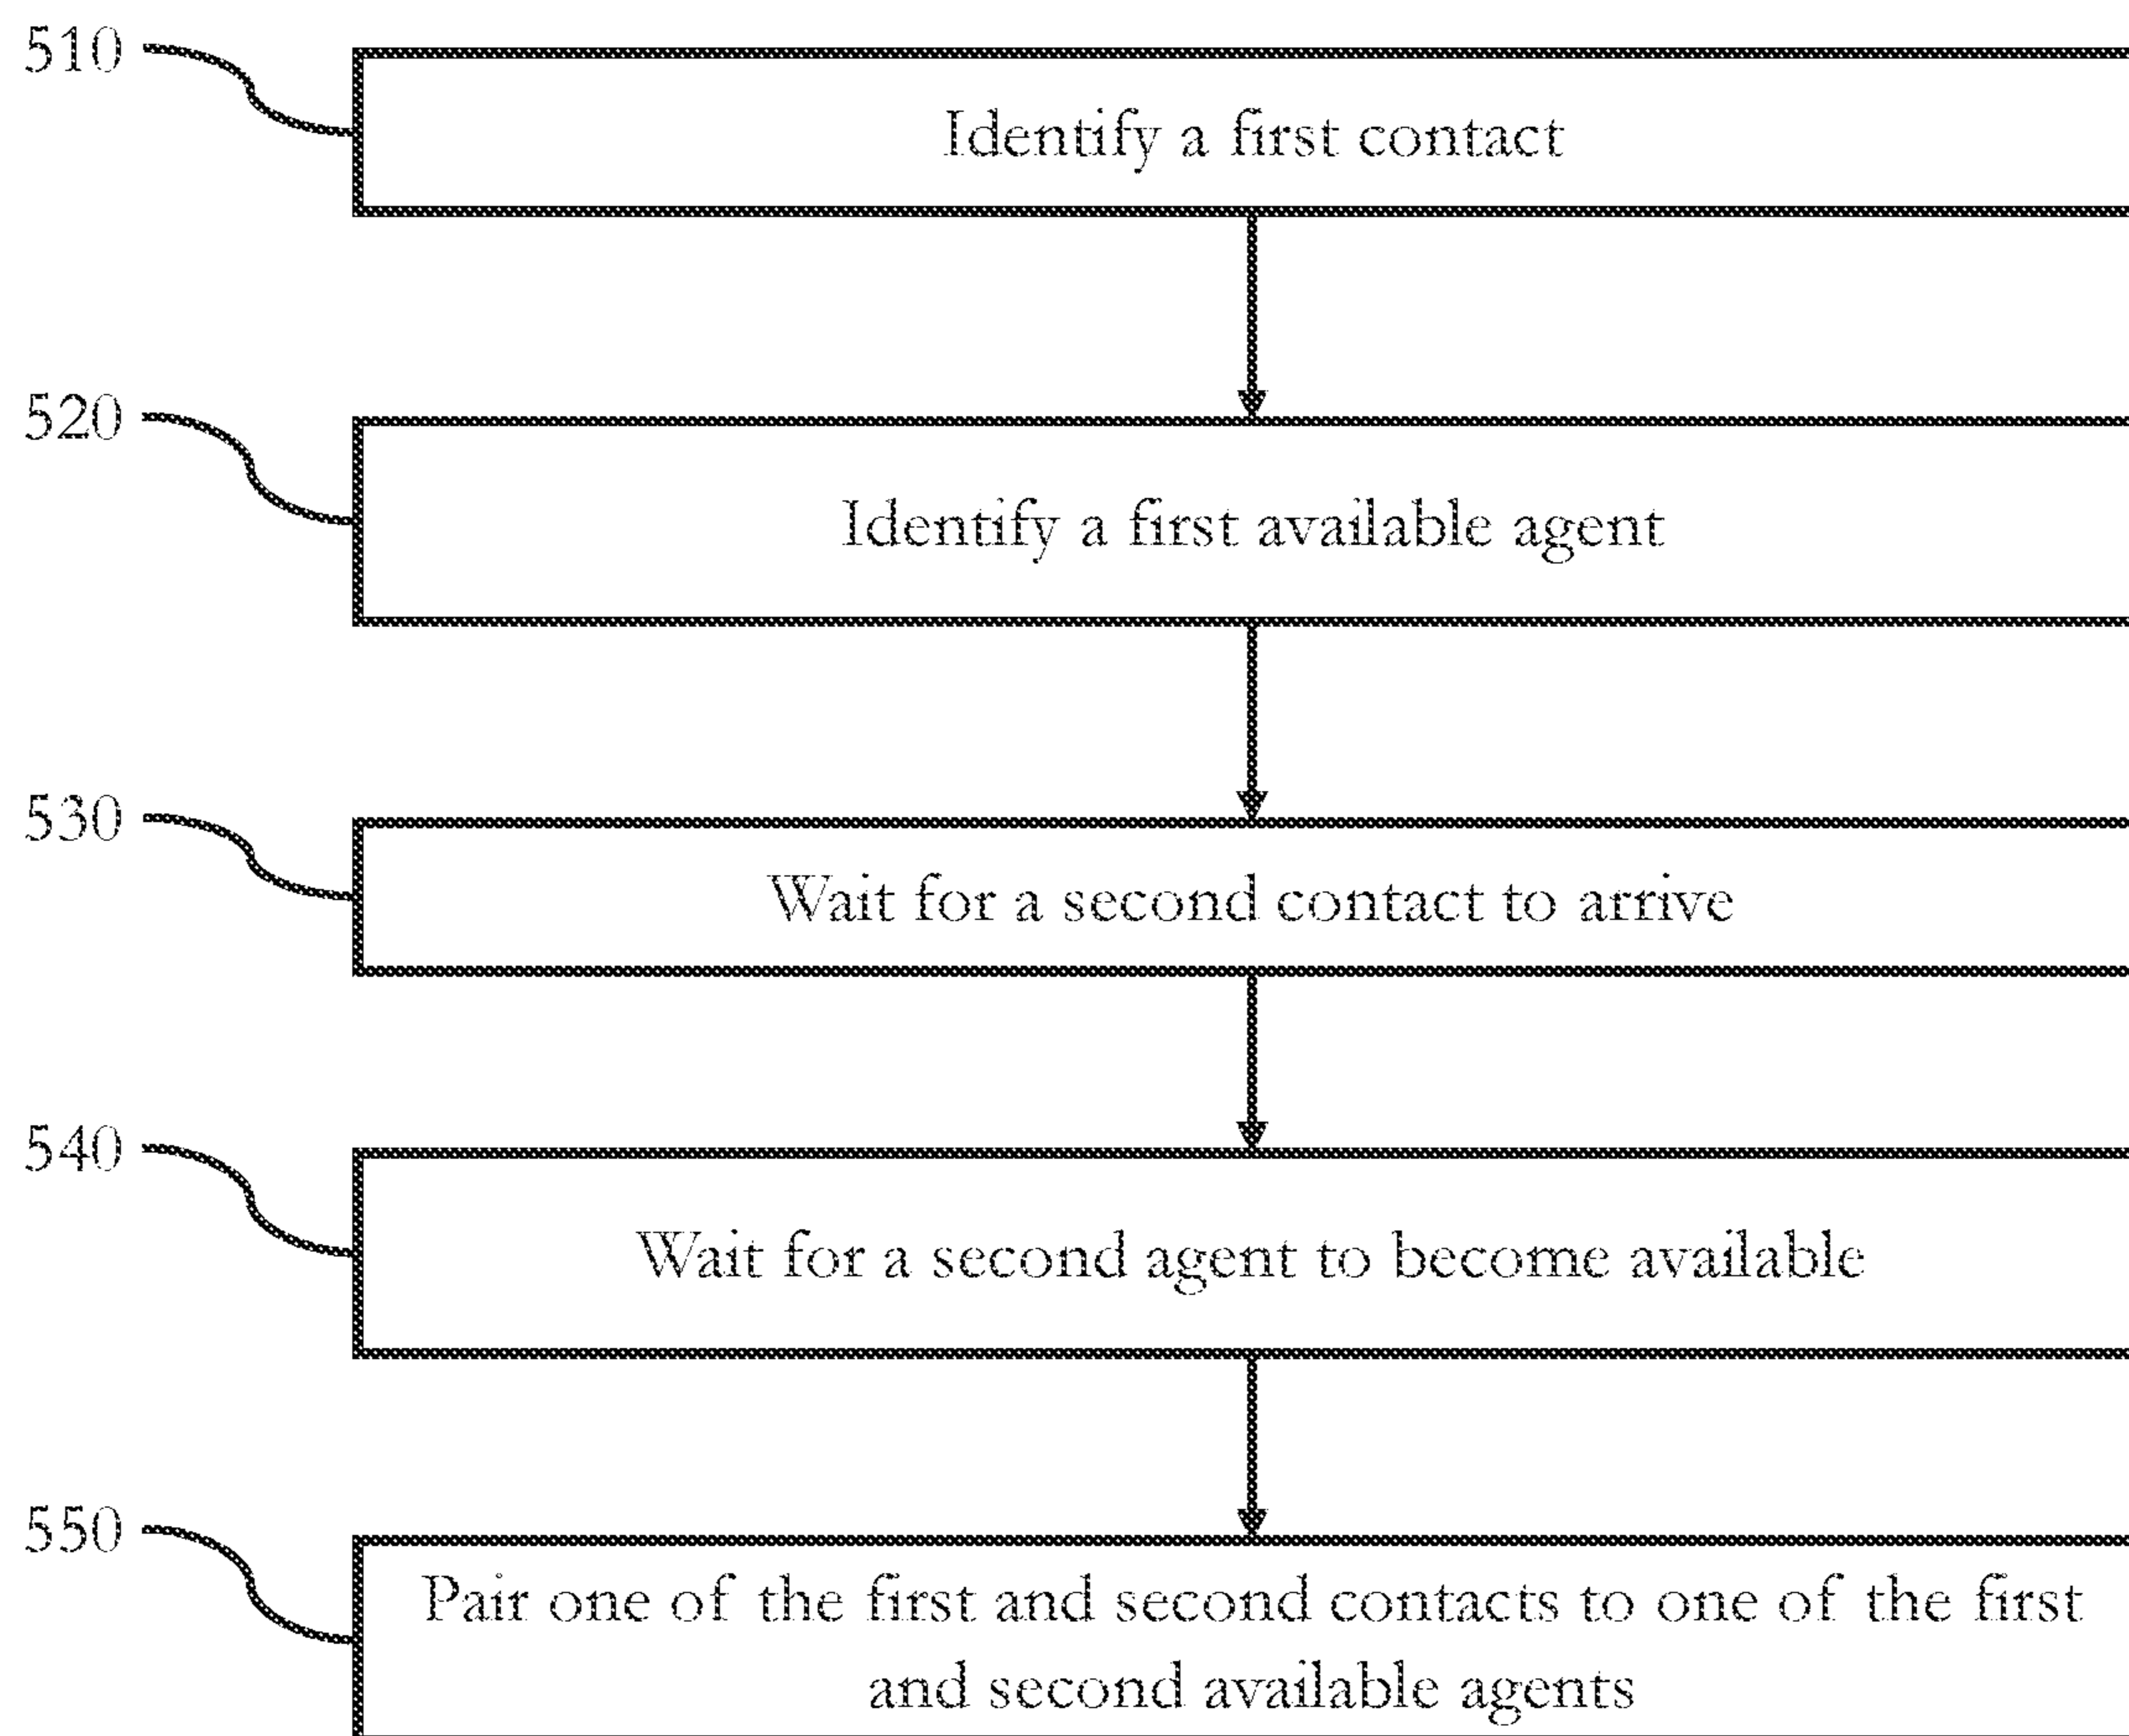 510
Identify a first contact
520
Identify a first available agent
530
Wait for a second contact to arrive
540
Wait for a second agent to become available
550
Pair one of the first and second contacts to one of the first
and second available agents